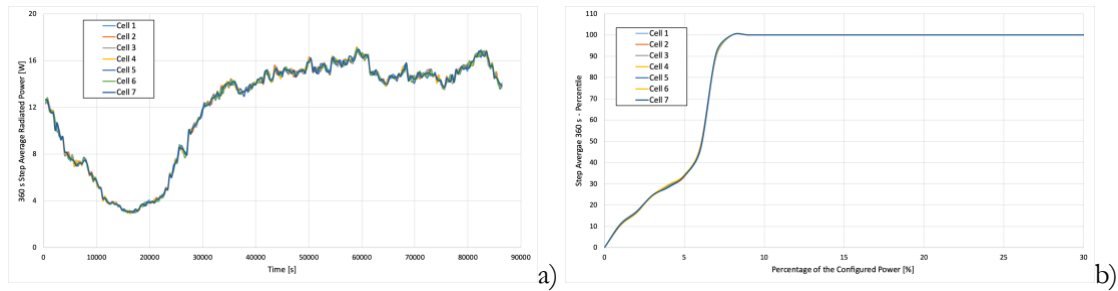 20
16
12
8
4
0
360 s Step Average Radiated Power [W]
Cell 1
Cell 2
Cell 3
Cell 4
Cell 5
Cell 6
Cell 7
0 10000 20000 30000 40000 50000 60000 70000 80000 90000
Time [s]
a)
110
100
90
80
70
60
50
40
30
20
10
0
Step Avergae 360 s - Percentile
Cell 1
Cell 2
Cell 3
Cell 4
Cell 5
Cell 6
Cell 7
0 5 10 15 20 25 30
Percentage of the Configured Power [%]
b)